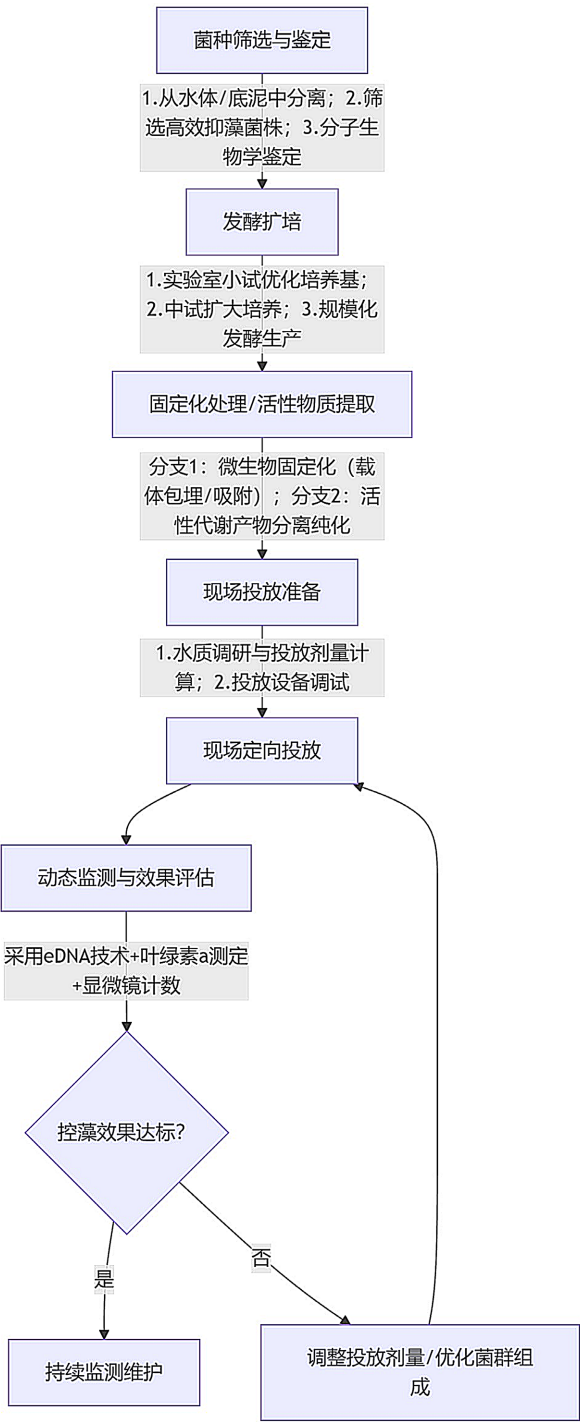 菌种筛选与鉴定
1.从水体/底泥中分离；2.筛
选高效抑藻菌株；3.分子生
物学鉴定
发酵扩培
1.实验室小试优化培养基；
2.中试扩大培养；3.规模化
发酵生产
固定化处理/活性物质提取
分支1：微生物固定化（载
体包埋/吸附）；分支2：活
性代谢产物分离纯化
现场投放准备
1.水质调研与投放剂量计
算；2.投放设备调试
现场定向投放
动态监测与效果评估
采用eDNA技术+叶绿素a测定
+显微镜计数
控藻效果达标？
是
否
持续监测维护
调整投放剂量/优化菌群组
成